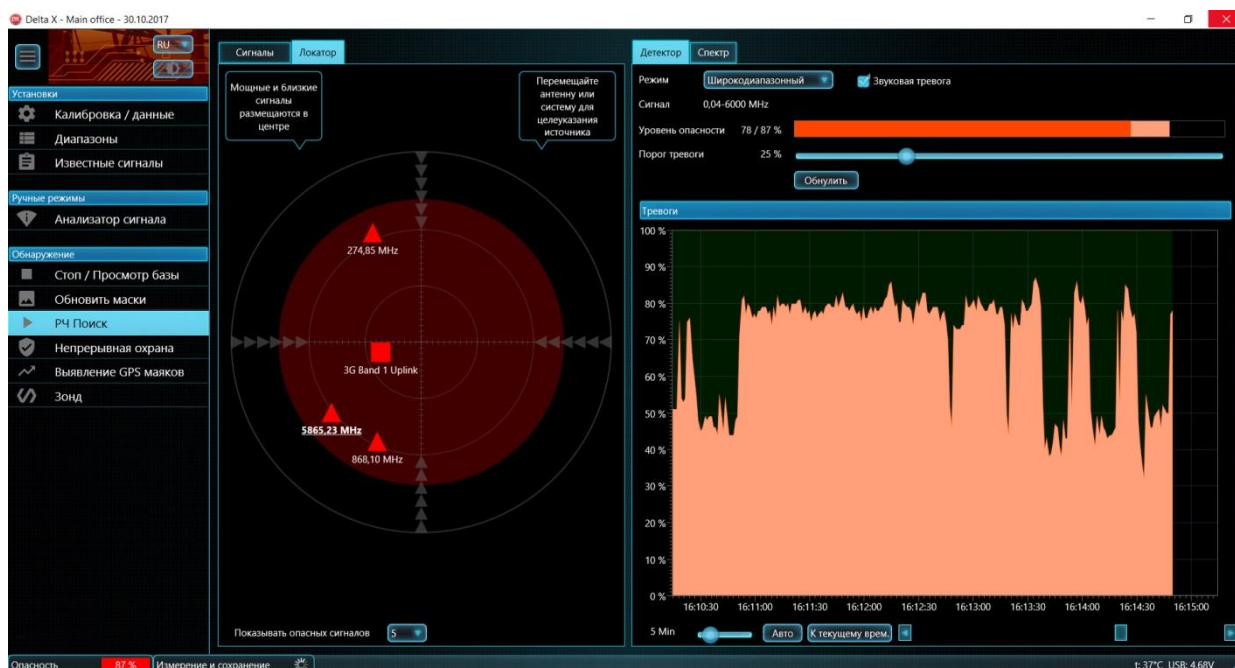 Delta X - Main office - 30.10.2017
RU
Установки
Калибровка / данные
Диапазоны
Известные сигналы
Ручные режимы
Анализатор сигнала
Обнаружение
Стоп / Просмотр базы
Обновить маски
РЧ Поиск
Непрерывная охрана
Выявление GPS маяков
Зонд
Сигналы
Локатор
Мощные и близкие
сигналы
размещаются в
центре
Перемещайте
антенну или
систему для
целеуказания
источника
274,85 MHz
3G Band 1 Uplink
5865,23 MHz
868,10 MHz
Показывать опасных сигналов
5
Детектор
Спектр
Режим
Широкодиапазонный
Звуковая тревога
Сигнал
0,04-6000 MHz
Уровень опасности
78 / 87 %
Порог тревоги
25 %
Обнулить
Тревоги
100 %
90 %
80 %
70 %
60 %
50 %
40 %
30 %
20 %
10 %
0 %
16:10:30
16:11:00
16:11:30
16:12:00
16:12:30
16:13:00
16:13:30
16:14:00
16:14:30
16:15:00
5 Min
Авто
К текущему врем.
Опасность
87 %
Измерение и сохранение
t: 37°C USB: 4.68V